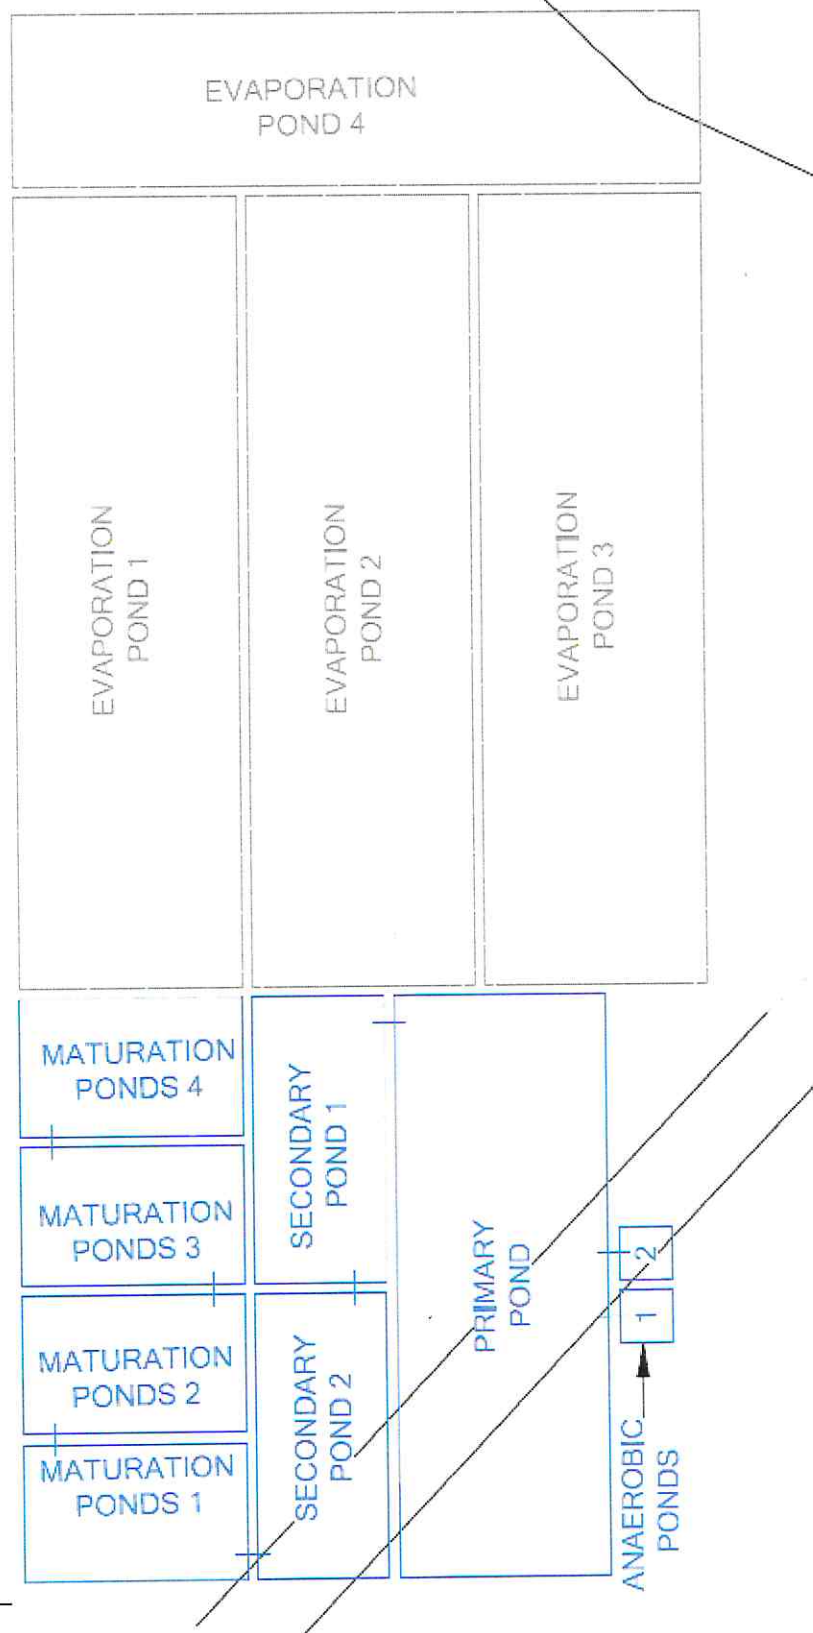 EVAPORATION
POND 4
EVAPORATION
POND 1
EVAPORATION
POND 2
EVAPORATION
POND 3
MATURATION
PONDS 4
SECONDARY
POND 1
MATURATION
PONDS 3
PRIMARY
POND
2
1
MATURATION
PONDS 2
SECONDARY
POND 2
MATURATION
PONDS 1
ANAEROBIC
PONDS